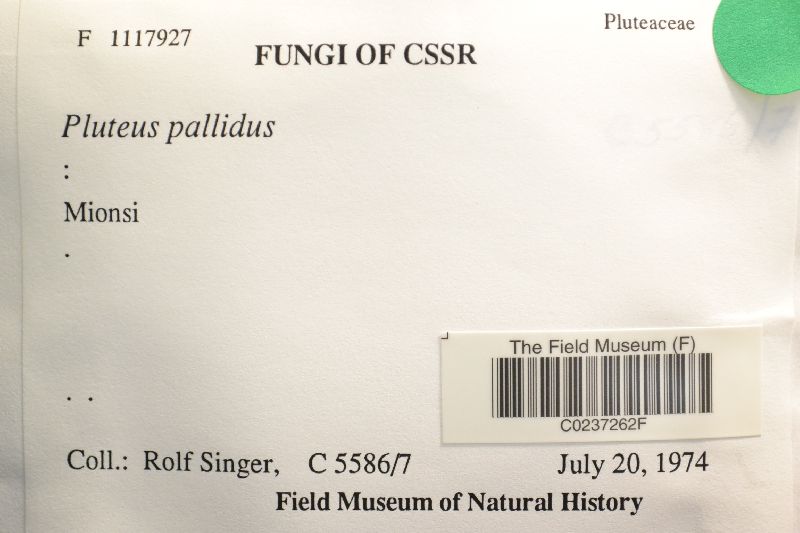 Pluteaceae
F 1117927
FUNGI OF CSSR
Pluteus pallidus
:
Mionsi
.
. .
The Field Museum (F)
C0237262F
Coll.: Rolf Singer, C 5586/7 July 20, 1974
Field Museum of Natural History